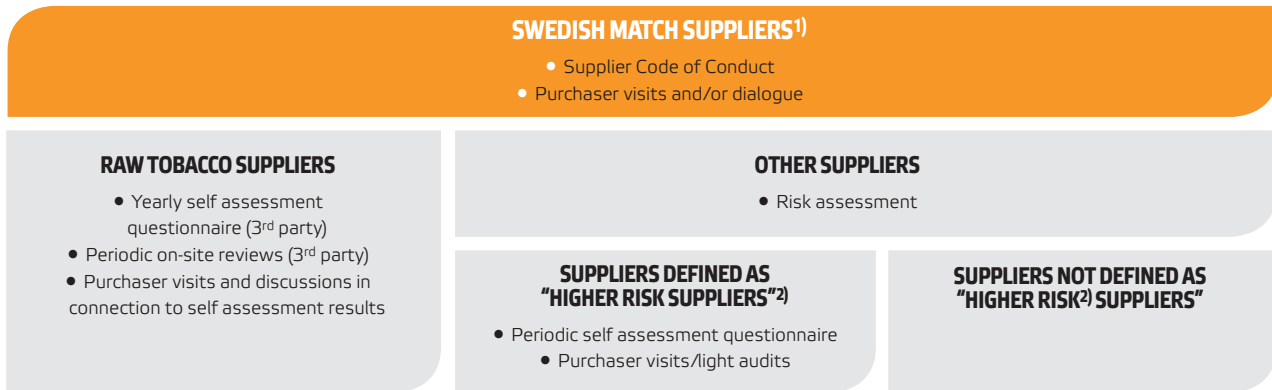 SWEDISH MATCH SUPPLIERS1)
• Supplier Code of Conduct
• Purchaser visits and/or dialogue
RAW TOBACCO SUPPLIERS
• Yearly self assessment
questionnaire (3rd party)
• Periodic on-site reviews (3rd party)
• Purchaser visits and discussions in
connection to self assessment results
OTHER SUPPLIERS
• Risk assessment
SUPPLIERS DEFINED AS
“HIGHER RISK SUPPLIERS”2)
• Periodic self assessment questionnaire
• Purchaser visits/light audits
SUPPLIERS NOT DEFINED AS
“HIGHER RISK2) SUPPLIERS”